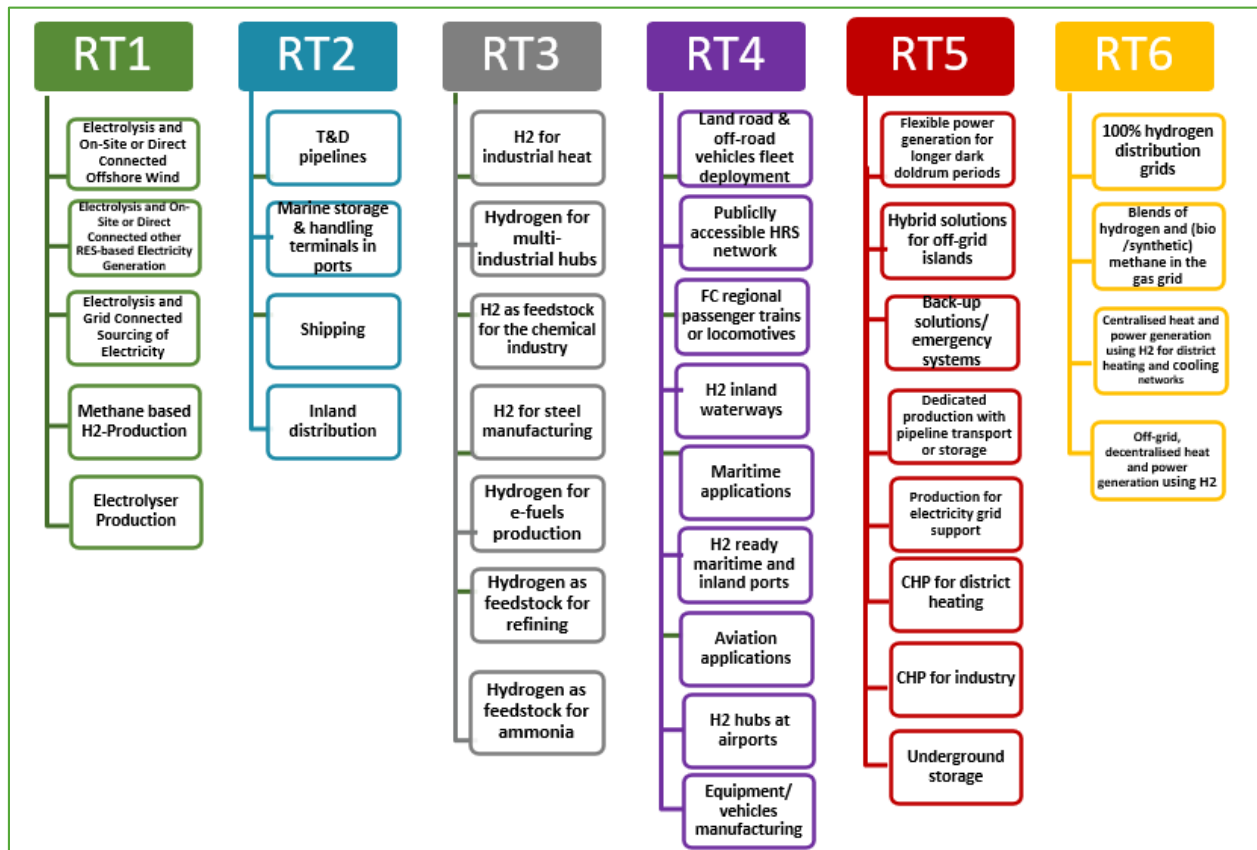 RT1
Electrolysis and
On-Site or Direct
Connected
Offshore Wind
Electrolysis and On-
Site or Direct
Connected other
RES-based Electricity
Generation
Electrolysis and
Grid Connected
Sourcing of
Electricity
Methane based
H2-Production
Electrolyser
Production
RT2
T&D
pipelines
Marine storage
& handling
terminals in
ports
Shipping
Inland
distribution
RT3
H2 for
industrial heat
Hydrogen for
multi-
industrial hubs
H2 as feedstock
for the chemical
industry
H2 for steel
manufacturing
Hydrogen for
e-fuels
production
Hydrogen as
feedstock for
refining
Hydrogen as
feedstock for
ammonia
RT4
Land road &
off-road
vehicles fleet
deployment
Publicly
accessible HRS
network
FC regional
passenger trains
or locomotives
H2 inland
waterways
Maritime
applications
H2 ready
maritime and
inland ports
Aviation
applications
H2 hubs at
airports
Equipment/
vehicles
manufacturing
RT5
Flexible power
generation for
longer dark
doldrum periods
Hybrid solutions
for off-grid
islands
Back-up
solutions/
emergency
systems
Dedicated
production with
pipeline transport
or storage
Production for
electricity grid
support
CHP for district
heating
CHP for industry
Underground
storage
RT6
100% hydrogen
distribution
grids
Blends of
hydrogen and (bio
/synthetic)
methane in the
gas grid
Centralised heat and
power generation
using H2 for district
heating and cooling
networks
Off-grid,
decentralised heat
and power
generation using H2